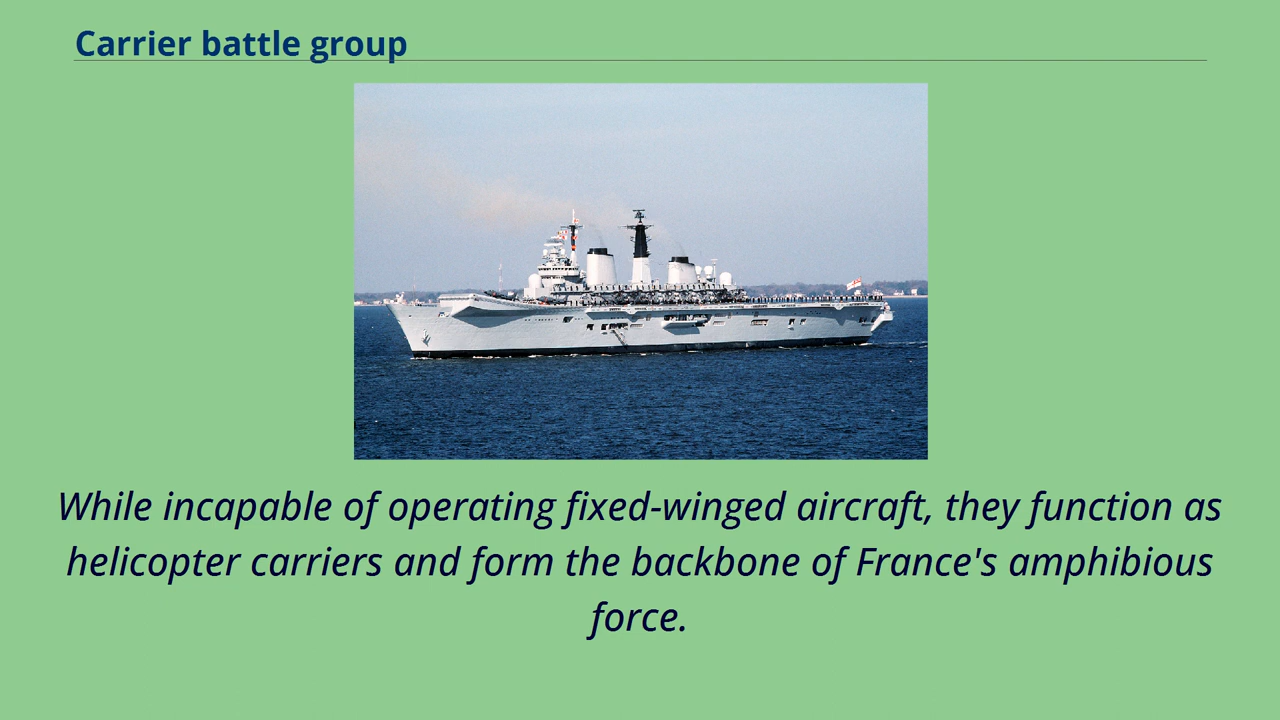 Carrier battle group
While incapable of operating fixed-winged aircraft, they function as
helicopter carriers and form the backbone of France's amphibious
force.